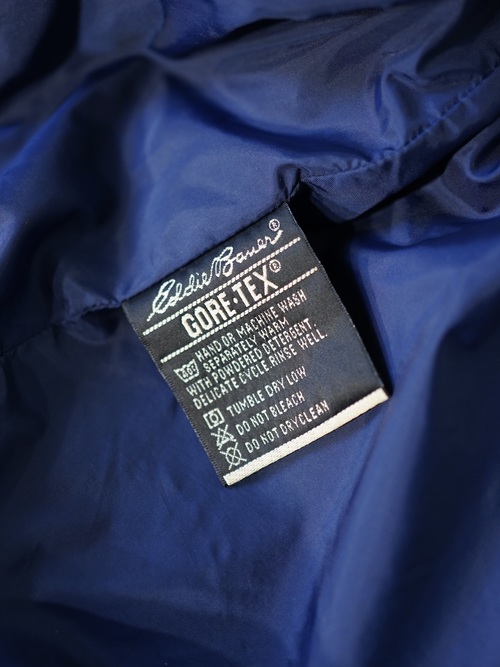 Eddie Bauer®
GORE-TEX®
HAND OR MACHINE WASH
SEPARATELY WARM
WITH POWDERED DETERGENT.
DELICATE CYCLE RINSE WELL.
TUMBLE DRY LOW
DO NOT BLEACH
DO NOT DRYCLEAN